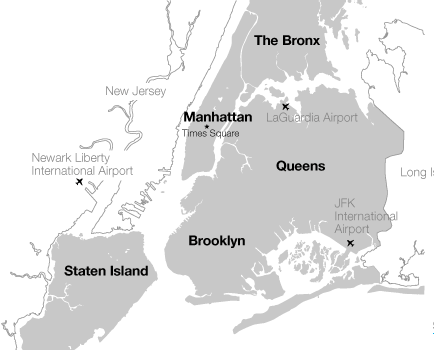 The Bronx
New Jersey
Manhattan
LaGuardia Airport
Times Square
Newark Liberty
International Airport
Queens
Long Is
JFK
International
Airport
Brooklyn
Staten Island